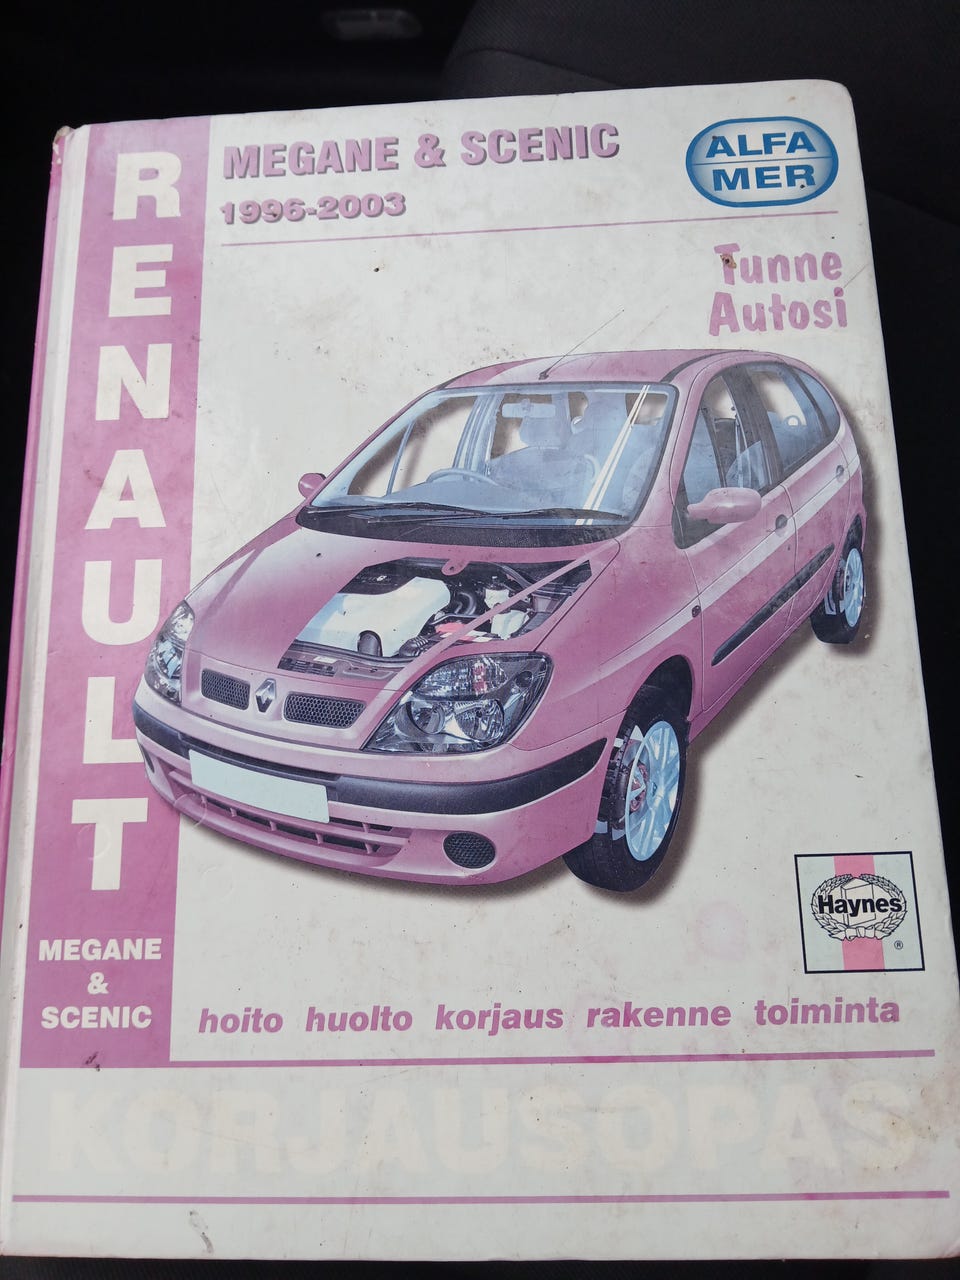 RENAULT
MEGANE
&
SCENIC
MEGANE & SCENIC
1996-2003
ALFA
MER
Tunne
Autosi
Haynes
®
hoito huolto korjaus rakenne toiminta
KORJAUSOPAS